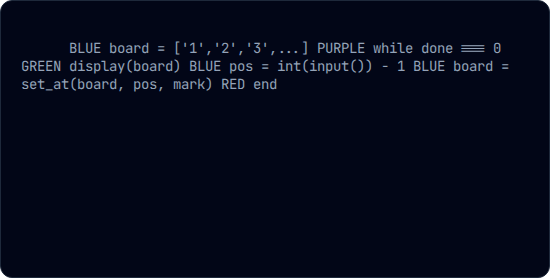 BLUE board = ['1','2','3',...] PURPLE while done === 0
GREEN display(board) BLUE pos = int(input()) - 1 BLUE board =
set_at(board, pos, mark) RED end